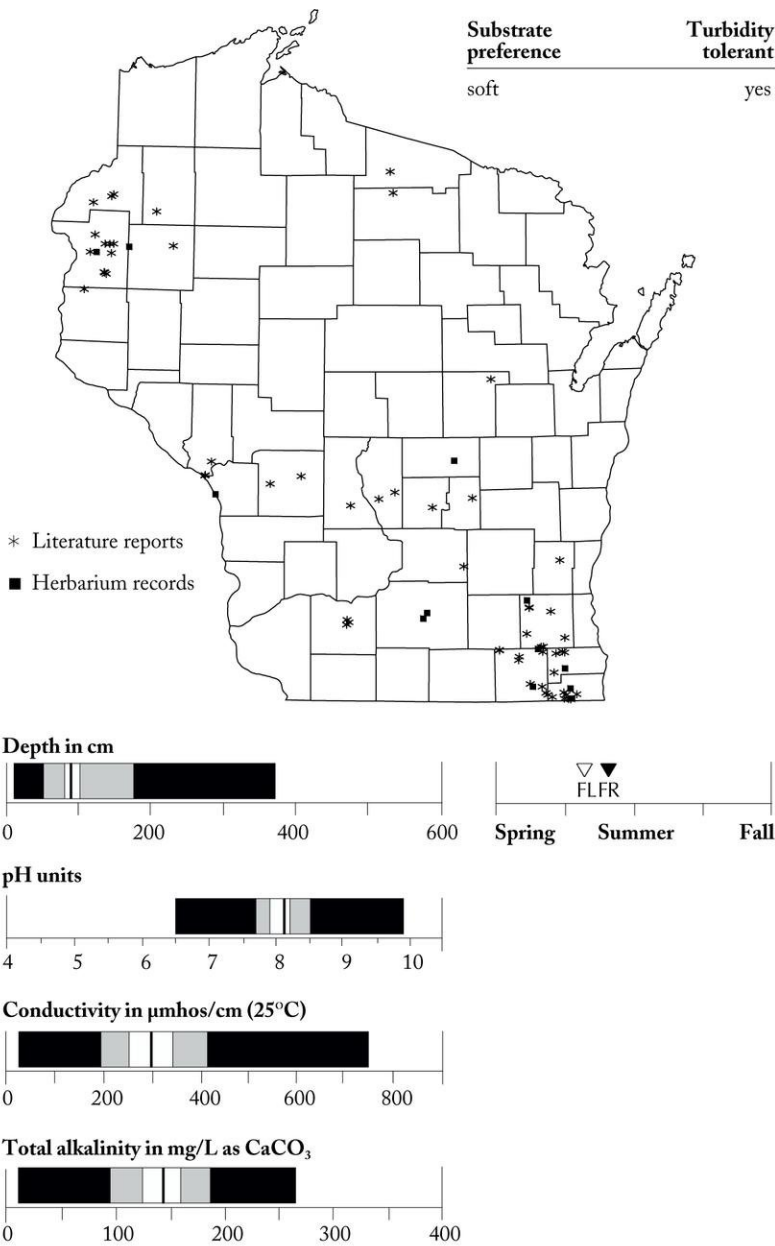 Substrate preference Turbidity tolerant
soft yes
* Literature reports
■ Herbarium records
Depth in cm
0 200 400 600
FL FR
Spring Summer Fall
pH units
4 5 6 7 8 9 10
Conductivity in µmhos/cm (25°C)
0 200 400 600 800
Total alkalinity in mg/L as CaCO₃
0 100 200 300 400